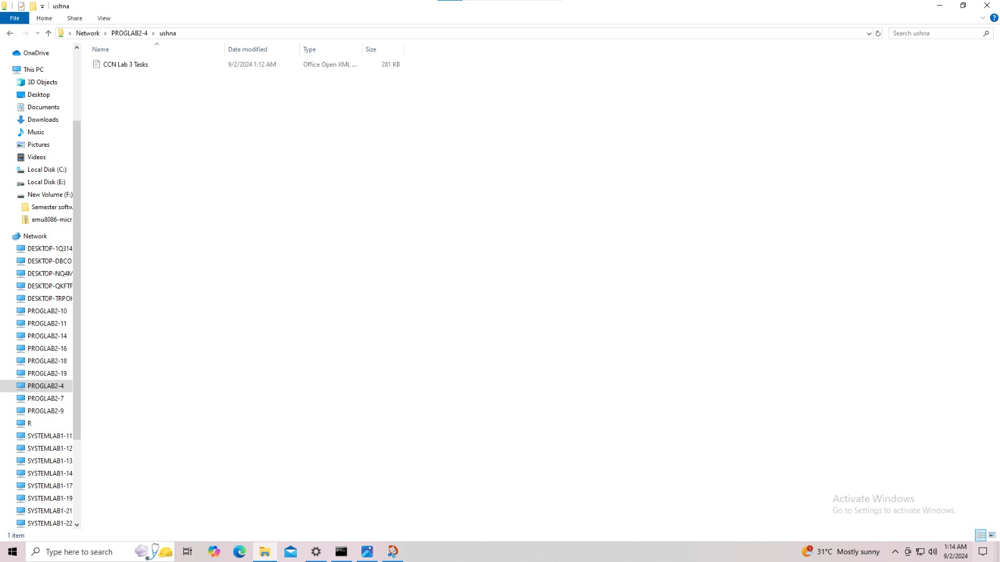 ushna
File Home Share View
Network PROGLAB2-4 ushna
Search ushna
Name Date modified Type Size
CCN Lab 3 Tasks 9/2/2024 1:12 AM Office Open XML ... 281 KB
OneDrive
This PC
3D Objects
Desktop
Documents
Downloads
Music
Pictures
Videos
Local Disk (C:)
Local Disk (E:)
New Volume (F:)
Semester softw
emu8086-micr
Network
DESKTOP-1Q314
DESKTOP-DBCO
DESKTOP-NQ4M
DESKTOP-QKFTF
DESKTOP-TRPOH
PROGLAB2-10
PROGLAB2-11
PROGLAB2-14
PROGLAB2-16
PROGLAB2-18
PROGLAB2-19
PROGLAB2-4
PROGLAB2-7
PROGLAB2-9
R
SYSTEMLAB1-11
SYSTEMLAB1-12
SYSTEMLAB1-13
SYSTEMLAB1-14
SYSTEMLAB1-17
SYSTEMLAB1-19
SYSTEMLAB1-21
SYSTEMLAB1-22
Activate Windows
Go to Settings to activate Windows.
1 item
Type here to search
31°C Mostly sunny
1:14 AM
9/2/2024